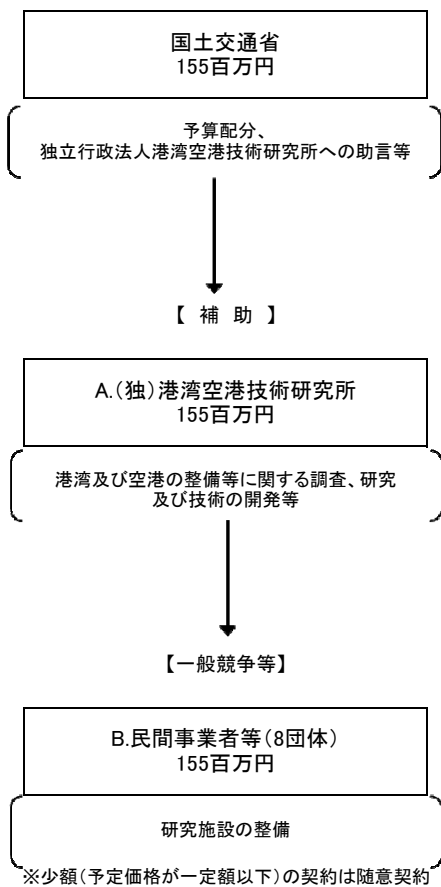 国土交通省
155百万円
予算配分、
独立行政法人港湾空港技術研究所への助言等
【 補 助 】
A.(独)港湾空港技術研究所
155百万円
港湾及び空港の整備等に関する調査、研究
及び技術の開発等
【一般競争等】
B.民間事業者等(8団体)
155百万円
研究施設の整備
※少額(予定価格が一定額以下)の契約は随意契約